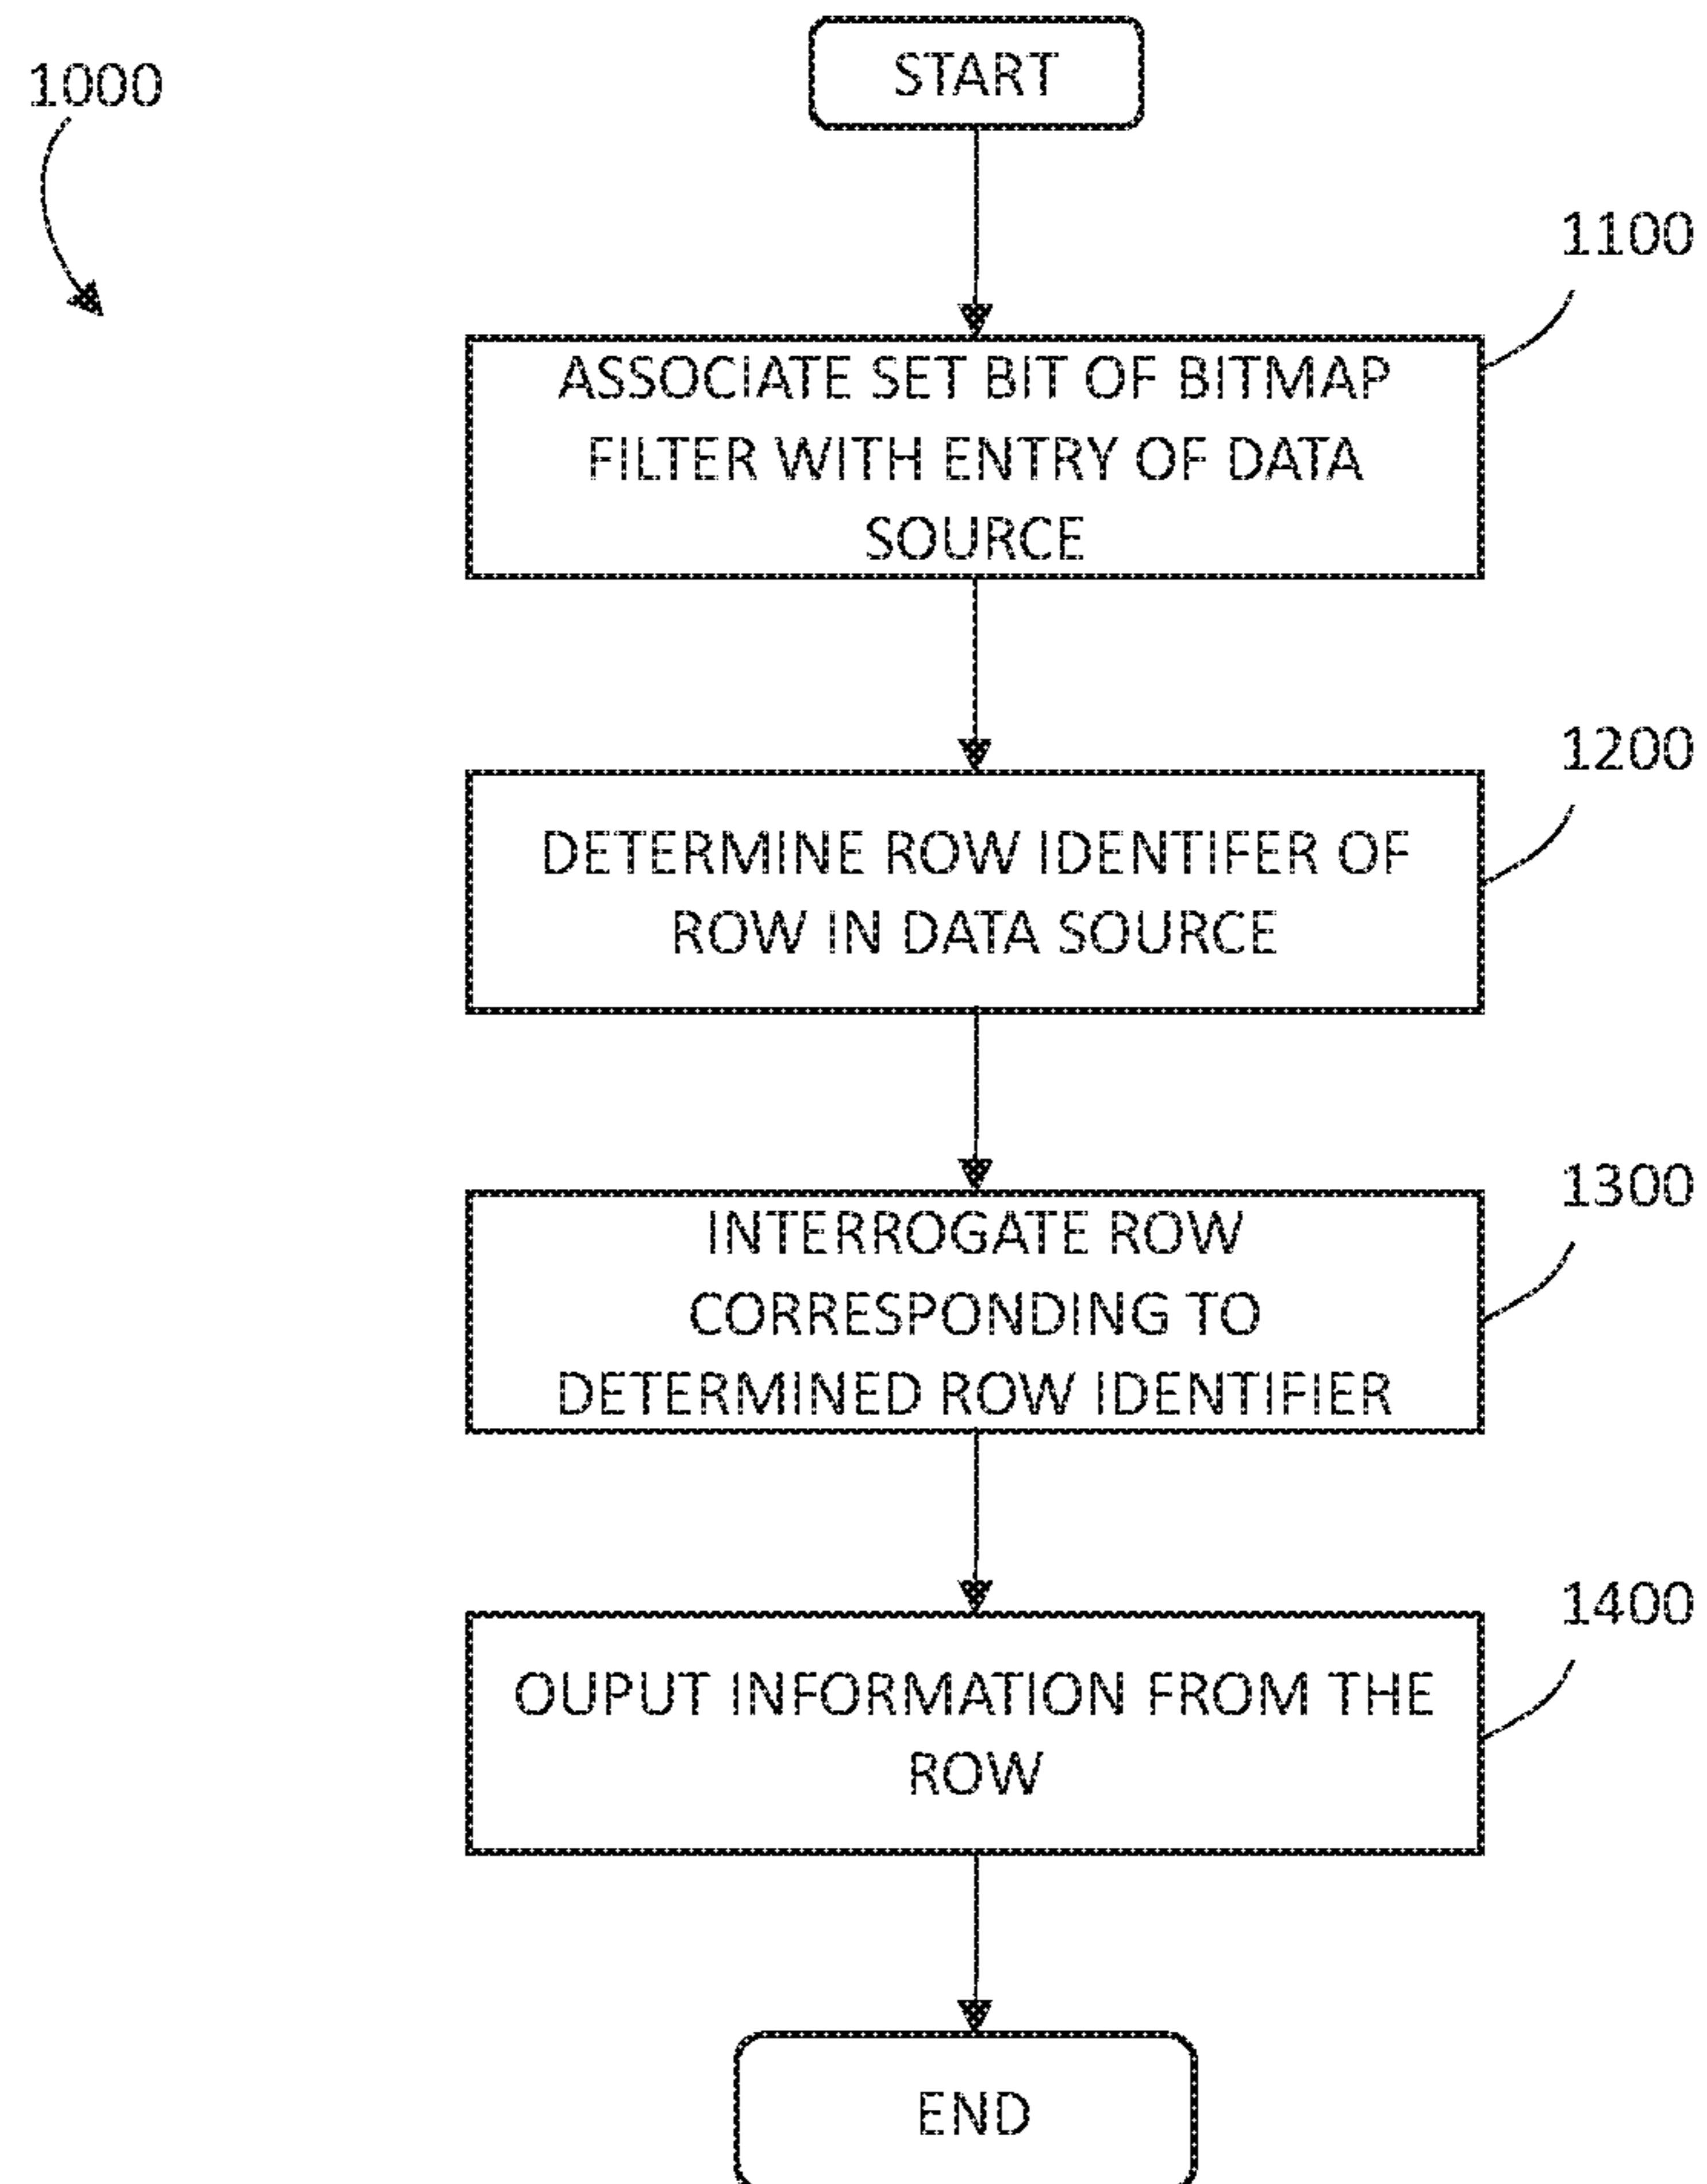 1000
START
1100
ASSOCIATE SET BIT OF BITMAP
FILTER WITH ENTRY OF DATA
SOURCE
1200
DETERMINE ROW IDENTIFER OF
ROW IN DATA SOURCE
1300
INTERROGATE ROW
CORRESPONDING TO
DETERMINED ROW IDENTIFIER
1400
OUPUT INFORMATION FROM THE
ROW
END